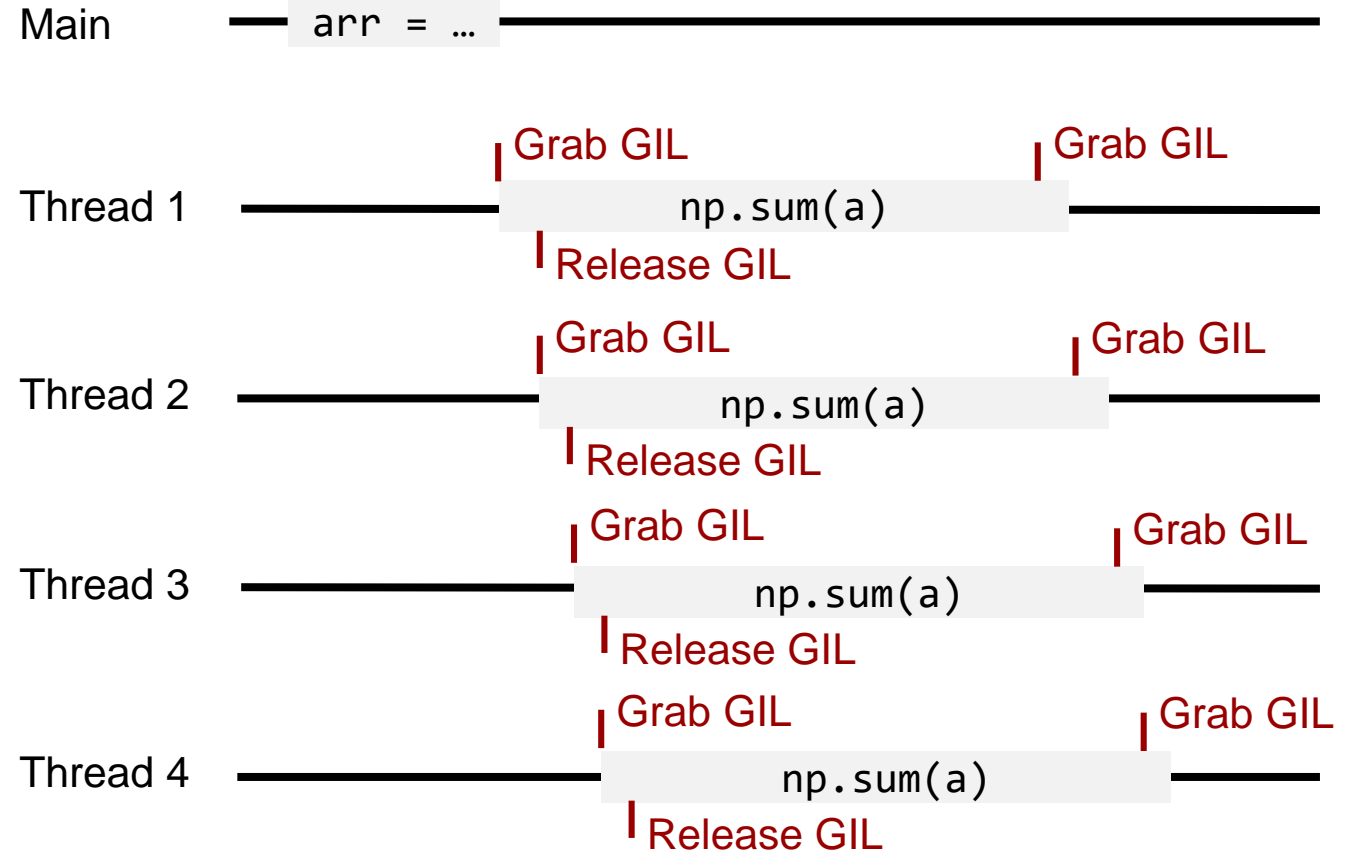 Main
arr = …
Grab GIL
Grab GIL
Thread 1
np.sum(a)
Release GIL
Grab GIL
Grab GIL
Thread 2
np.sum(a)
Release GIL
Grab GIL
Grab GIL
Thread 3
np.sum(a)
Release GIL
Grab GIL
Grab GIL
Thread 4
np.sum(a)
Release GIL